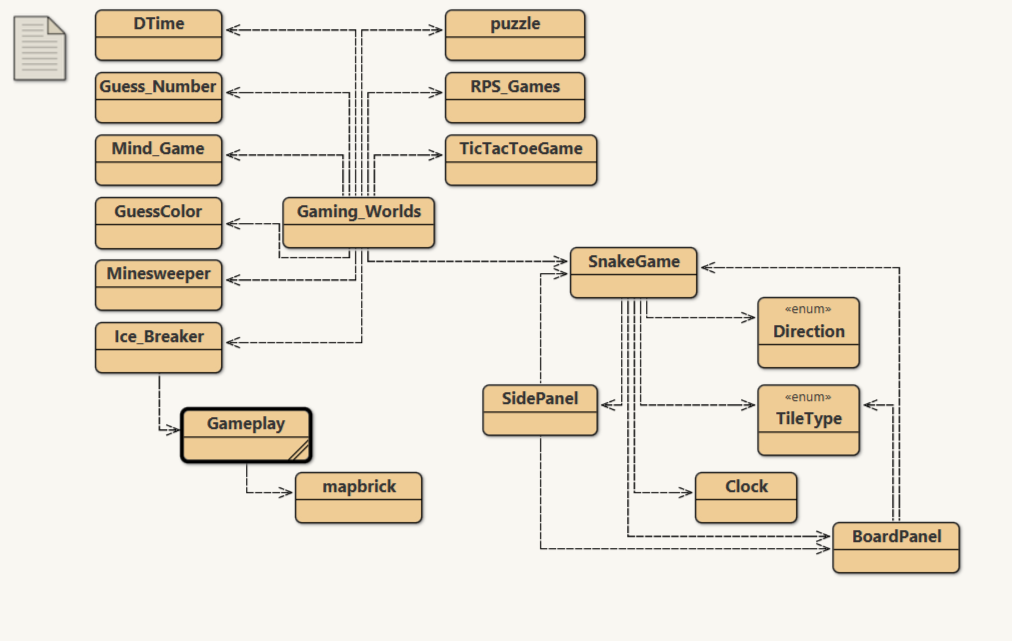 DTime
puzzle
Guess_Number
RPS_Games
Mind_Game
TicTacToeGame
GuessColor
Gaming_Worlds
Minesweeper
SnakeGame
«enum»
Direction
Ice_Breaker
SidePanel
«enum»
TileType
Gameplay
mapbrick
Clock
BoardPanel